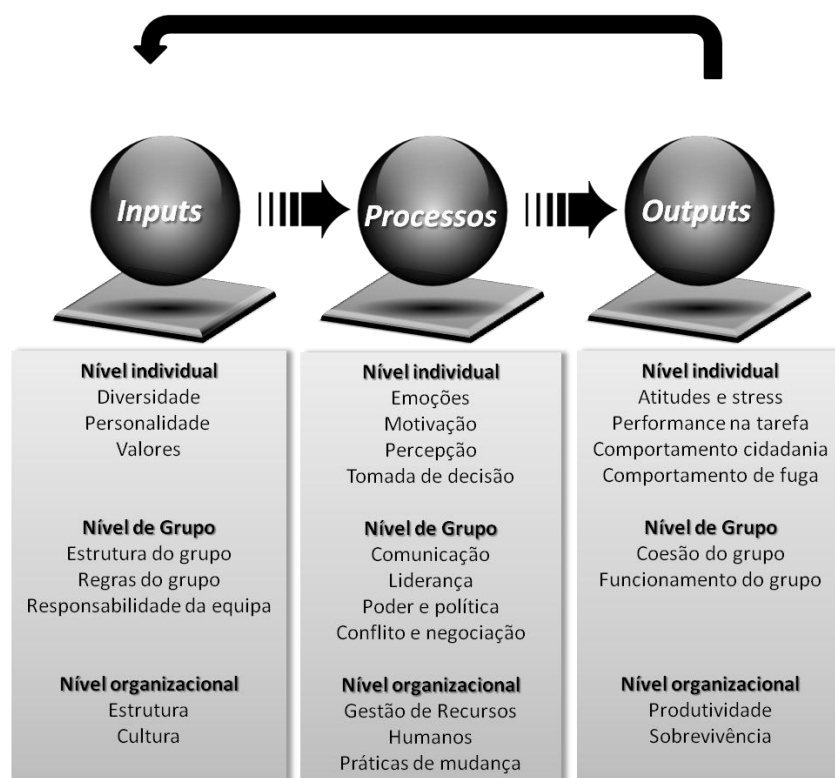 Inputs
Processos
Outputs
Nível individual
Diversidade
Personalidade
Valores
Nível de Grupo
Estrutura do grupo
Regras do grupo
Responsabilidade da equipa
Nível organizacional
Estrutura
Cultura
Nível individual
Emoções
Motivação
Percepção
Tomada de decisão
Nível de Grupo
Comunicação
Liderança
Poder e política
Conflito e negociação
Nível organizacional
Gestão de Recursos
Humanos
Práticas de mudança
Nível individual
Atitudes e stress
Performance na tarefa
Comportamento cidadania
Comportamento de fuga
Nível de Grupo
Coesão do grupo
Funcionamento do grupo
Nível organizacional
Produtividade
Sobrevivência